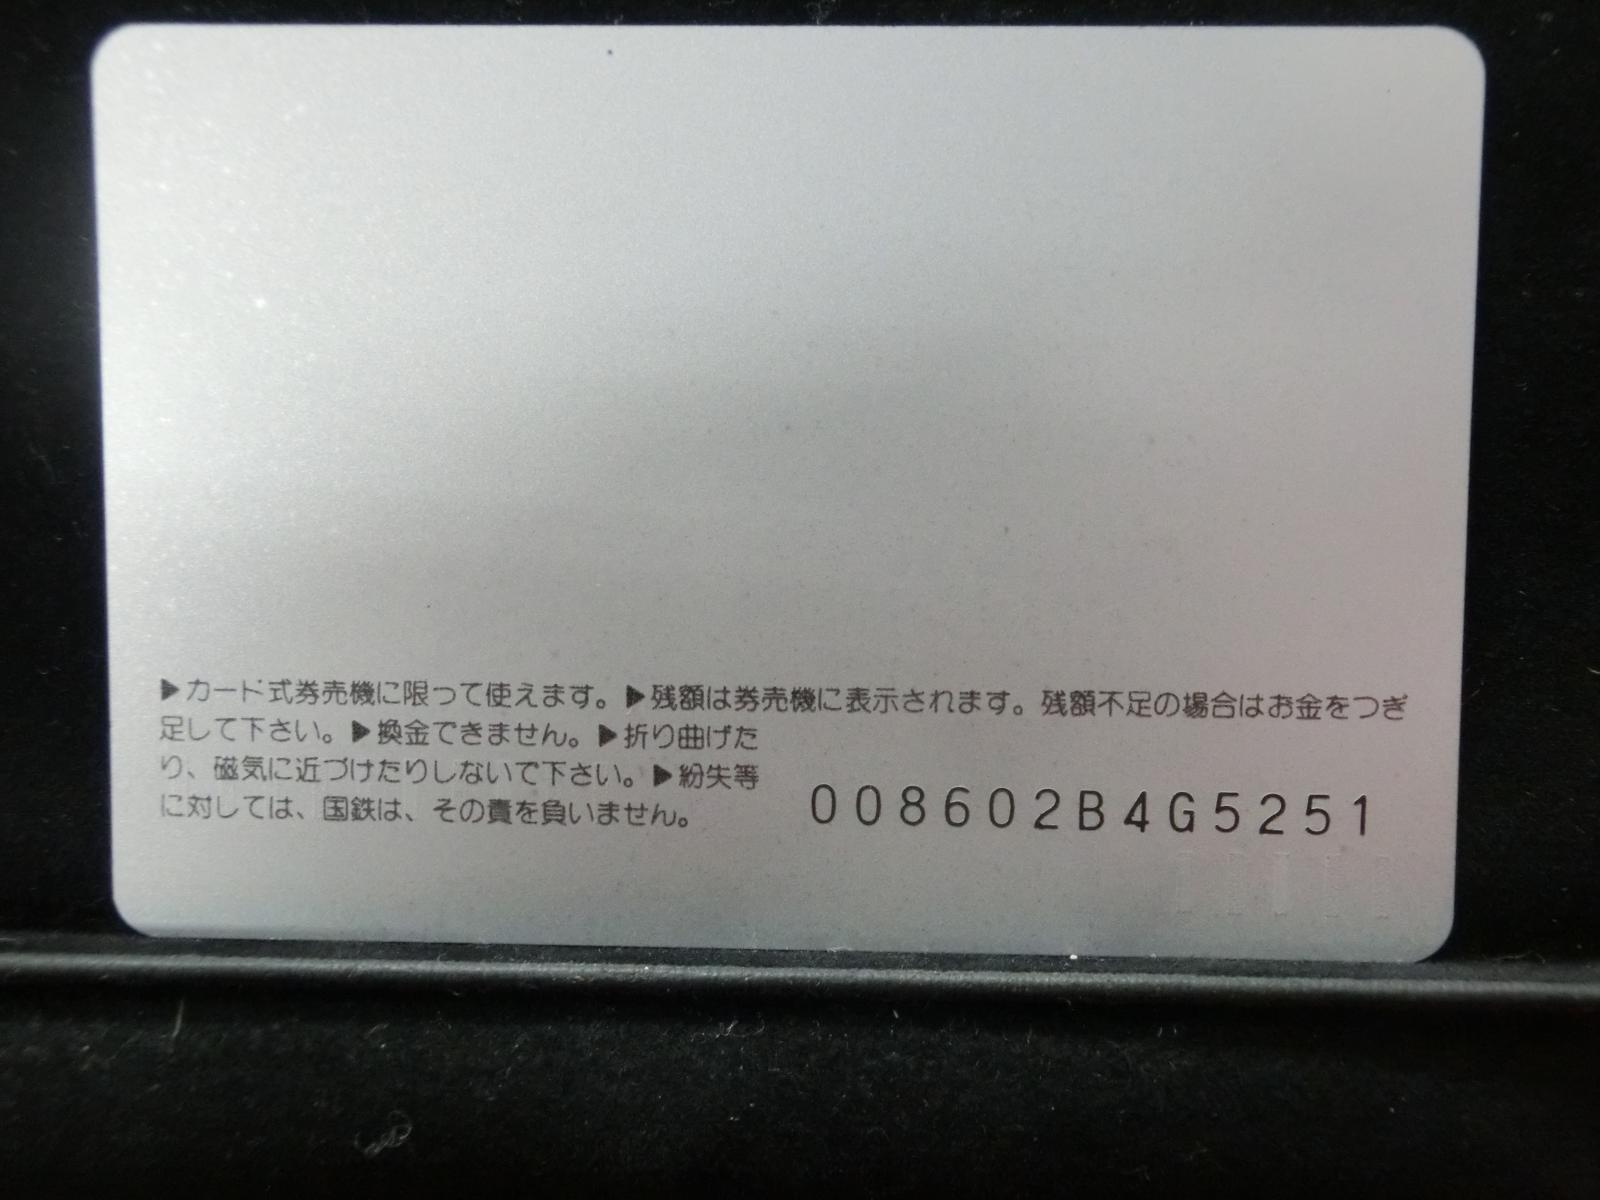 ▶カード式券売機に限って使えます。▶残額は券売機に表示されます。残額不足の場合はお金をつぎ
足して下さい。▶換金できません。▶折り曲げた
り、磁気に近づけたりしないで下さい。▶紛失等
に対しては、国鉄は、その責を負いません。
008602B4G5251